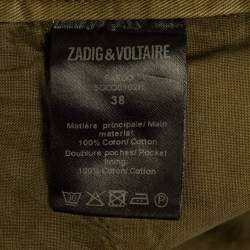 ZADIG & VOLTAIRE
38
Matière principale/Main
material:
100% Coton/Cotton
Doublure poches/Pocket
lining:
100% Coton/Cotton